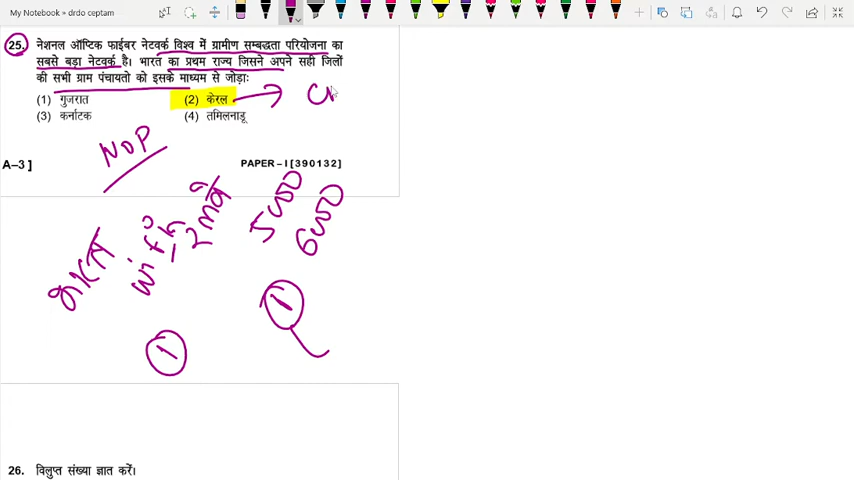 My Notebook » drdo ceptam
25. नेशनल ऑप्टिक फाईबर नेटवर्क विश्व में ग्रामीण सम्बद्धता परियोजना का
सबसे बड़ा नेटवर्क है। भारत का प्रथम राज्य जिसने अपने सही जिलों
की सभी ग्राम पंचायतो को इसके माध्यम से जोड़ाः
(1) गुजरात (2) केरल
(3) कर्नाटक (4) तमिलनाडू
NOP
A–3 ] PAPER – I [390132]
5000
6000
wifi
1
1
26. विलुप्त संख्या ज्ञात करें।